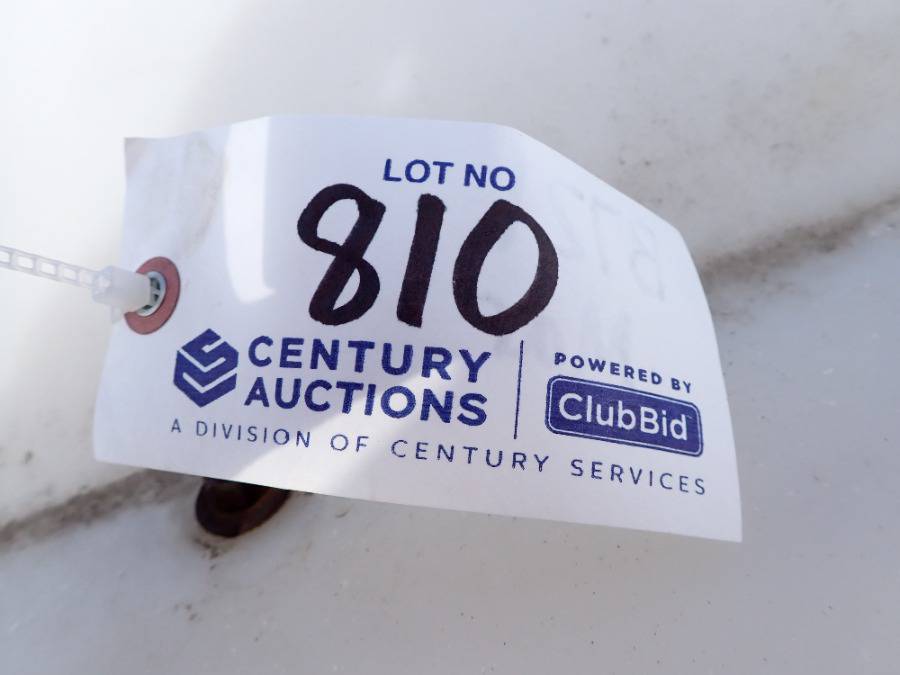 LOT NO
810
CENTURY
AUCTIONS
POWERED BY
ClubBid
A DIVISION OF CENTURY SERVICES